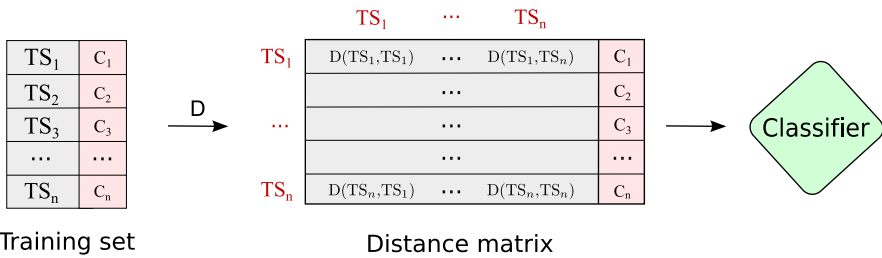 TS1 ... TSn
TS1 C1
TS2 C2
TS3 C3
... ...
TSn Cn
D
TS1 D(TS1,TS1) ... D(TS1,TSn) C1
... C2
... ... C3
... ...
TSn D(TSn,TS1) ... D(TSn,TSn) Cn
Classifier
Training set
Distance matrix